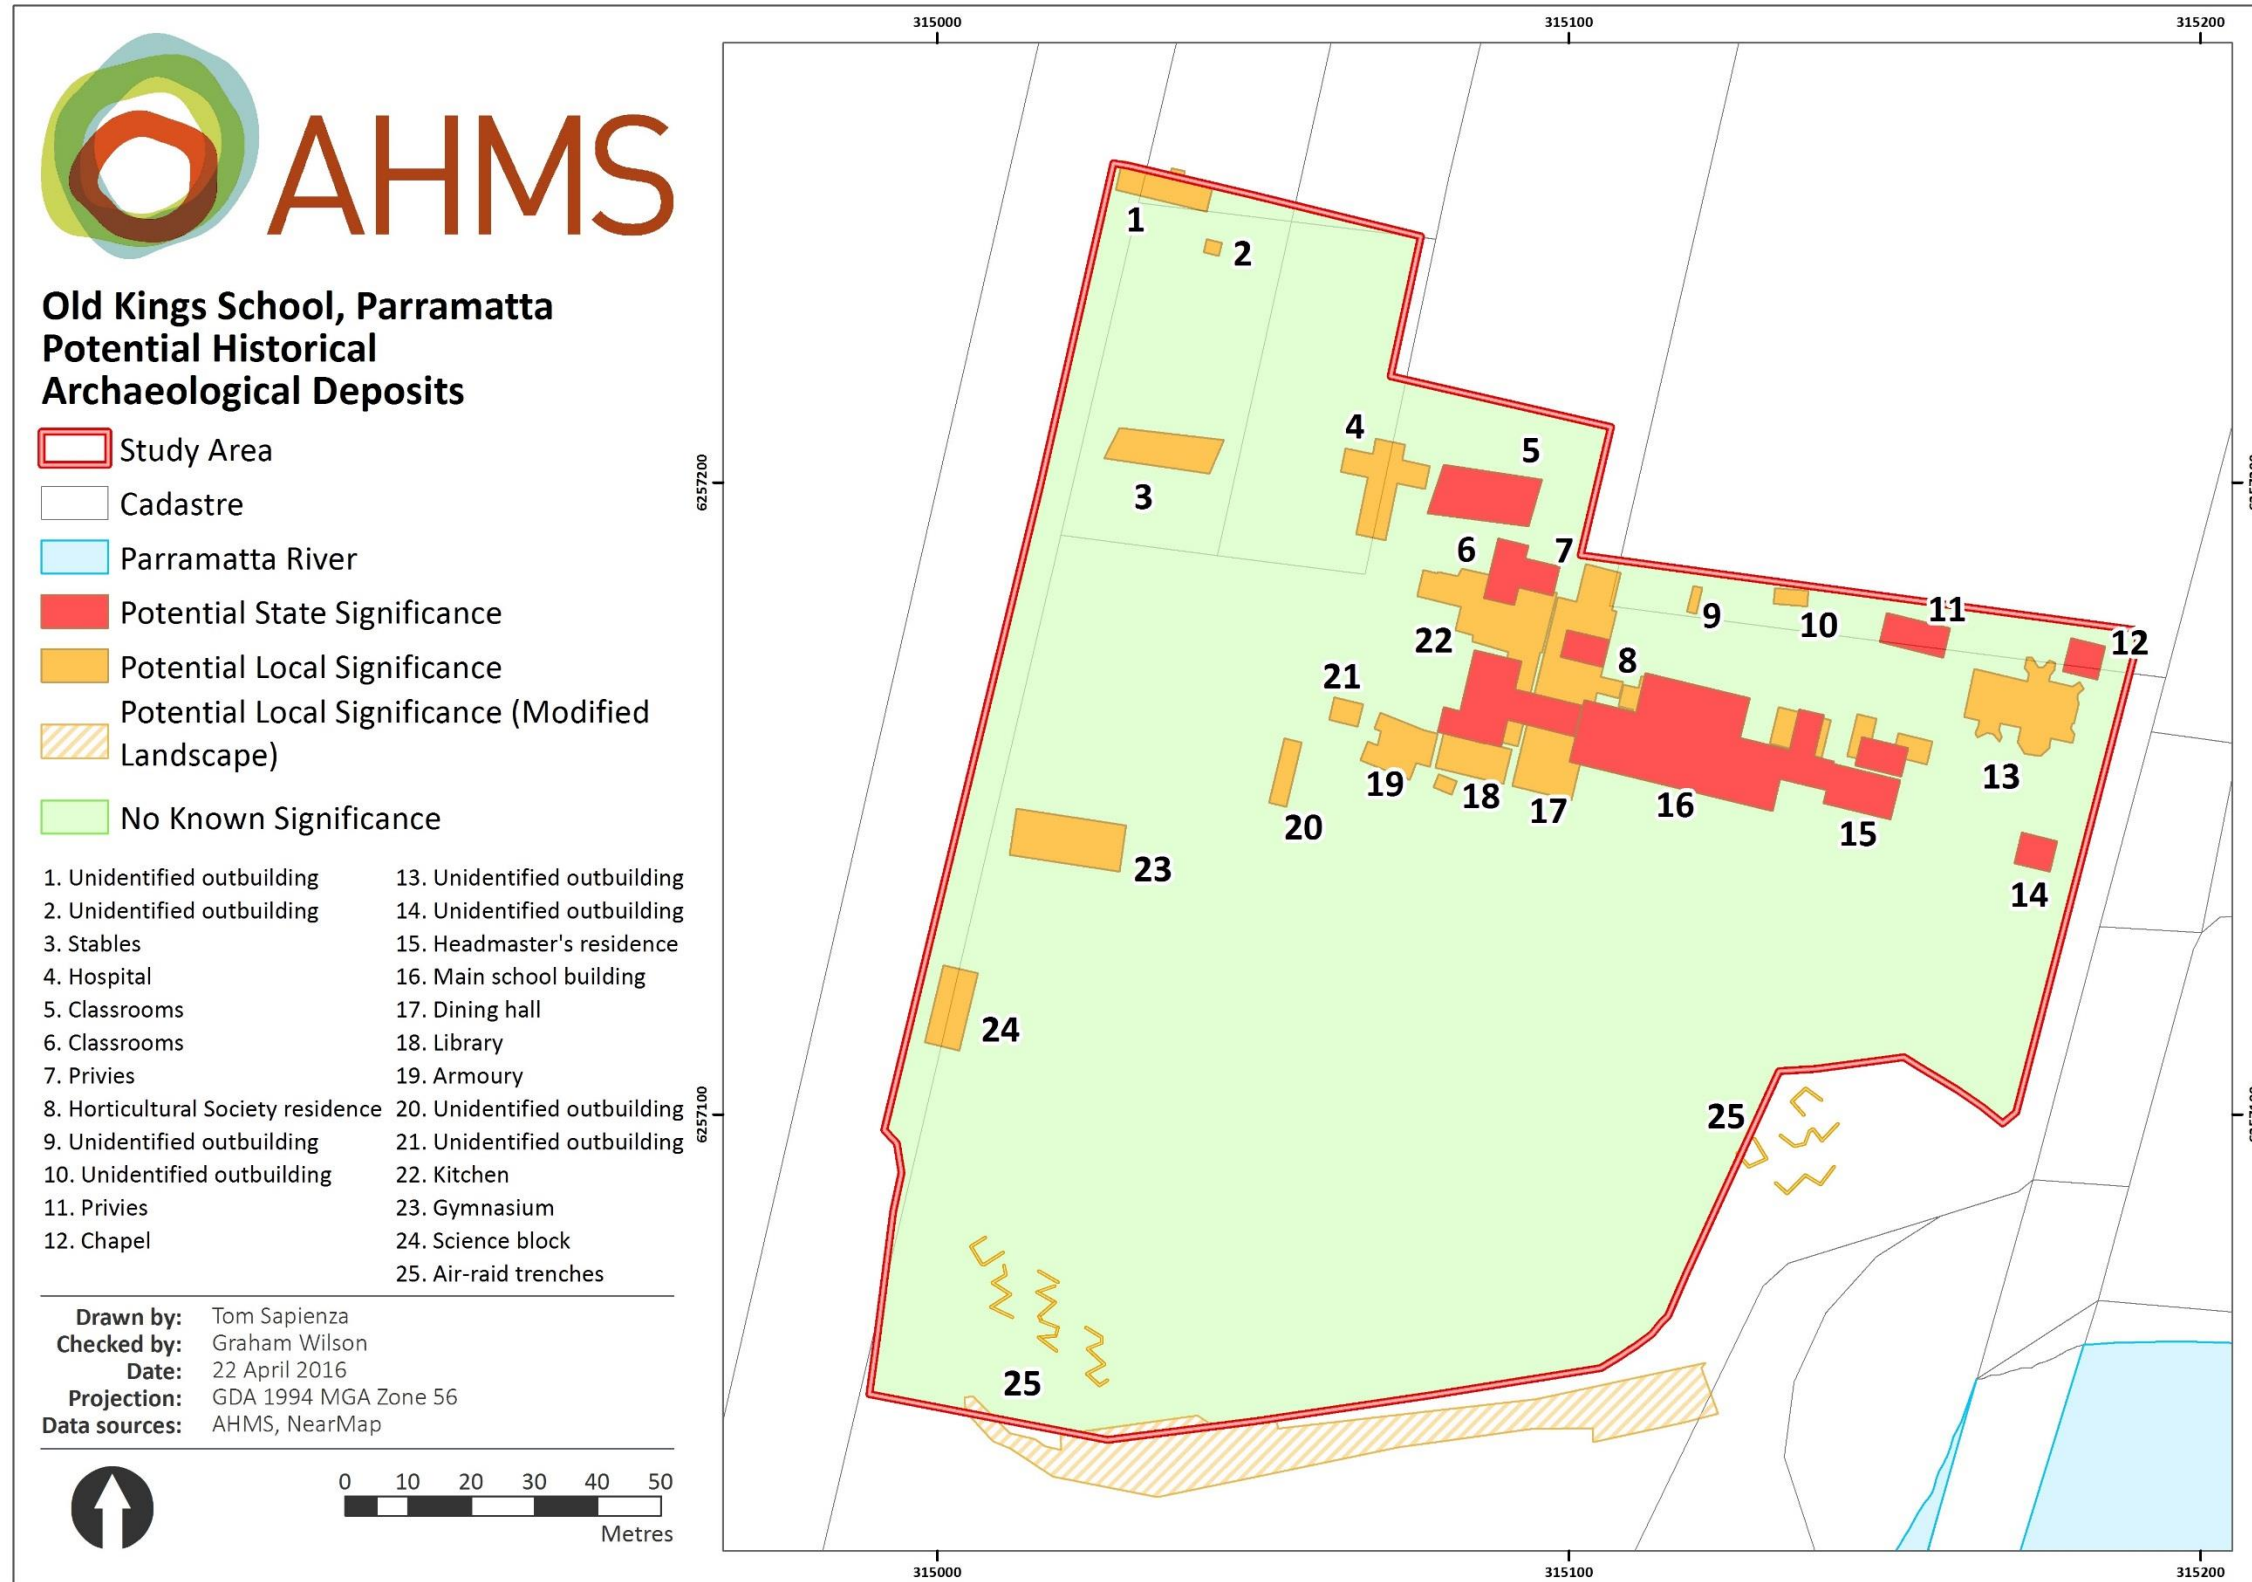 AHMS
Old Kings School, Parramatta
Potential Historical
Archaeological Deposits
Study Area
Cadastre
Parramatta River
Potential State Significance
Potential Local Significance
Potential Local Significance (Modified
Landscape)
No Known Significance
1. Unidentified outbuilding
2. Unidentified outbuilding
3. Stables
4. Hospital
5. Classrooms
6. Classrooms
7. Privies
8. Horticultural Society residence
9. Unidentified outbuilding
10. Unidentified outbuilding
11. Privies
12. Chapel
13. Unidentified outbuilding
14. Unidentified outbuilding
15. Headmaster's residence
16. Main school building
17. Dining hall
18. Library
19. Armoury
20. Unidentified outbuilding
21. Unidentified outbuilding
22. Kitchen
23. Gymnasium
24. Science block
25. Air-raid trenches
Drawn by: Tom Sapienza
Checked by: Graham Wilson
Date: 22 April 2016
Projection: GDA 1994 MGA Zone 56
Data sources: AHMS, NearMap
0 10 20 30 40 50
Metres
315000 315100 315200
6257200
6257100
1
2
3
4
5
6
7
8
9
10
11
12
13
14
15
16
17
18
19
20
21
22
23
24
25
25
315000 315100 315200